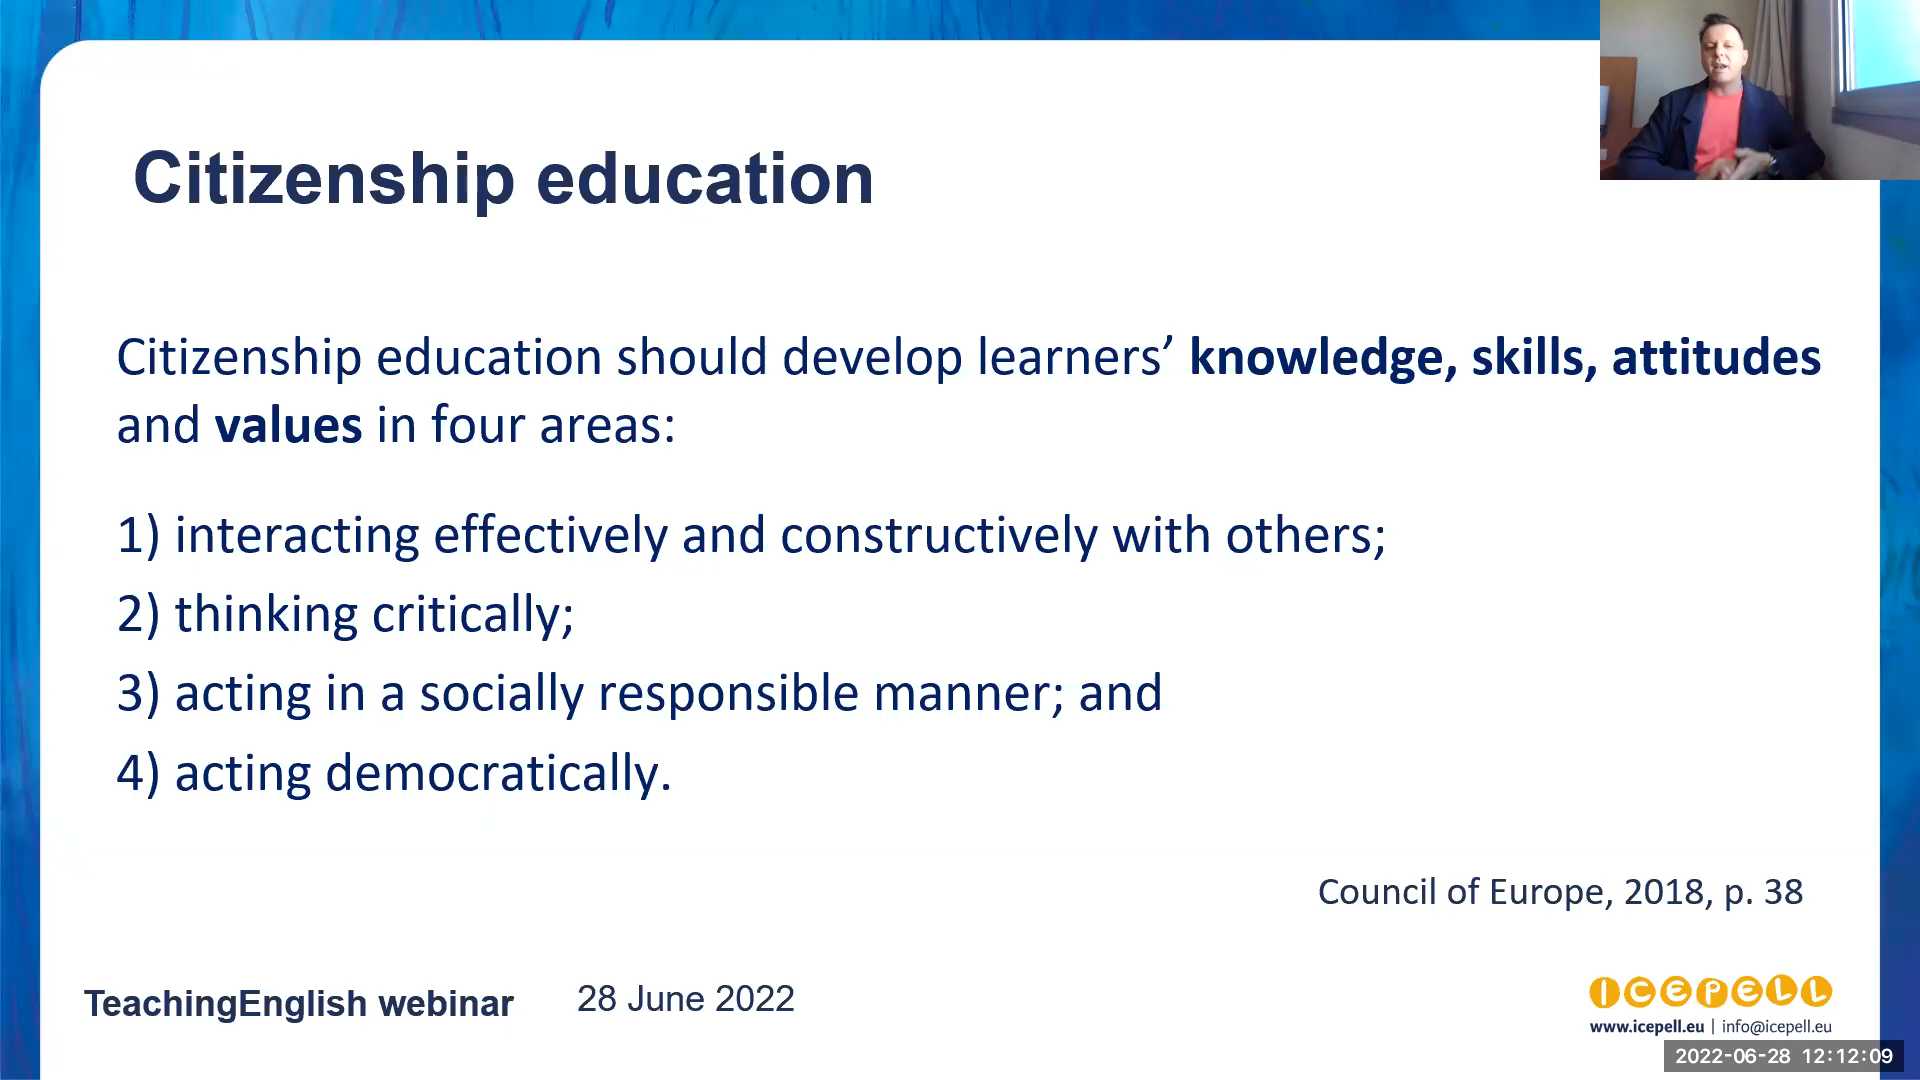 Citizenship education
Citizenship education should develop learners’ knowledge, skills, attitudes
and values in four areas:
1) interacting effectively and constructively with others;
2) thinking critically;
3) acting in a socially responsible manner; and
4) acting democratically.
Council of Europe, 2018, p. 38
TeachingEnglish webinar
28 June 2022
ICEPELL
www.icepell.eu | info@icepell.eu
2022-06-28 12:12:09